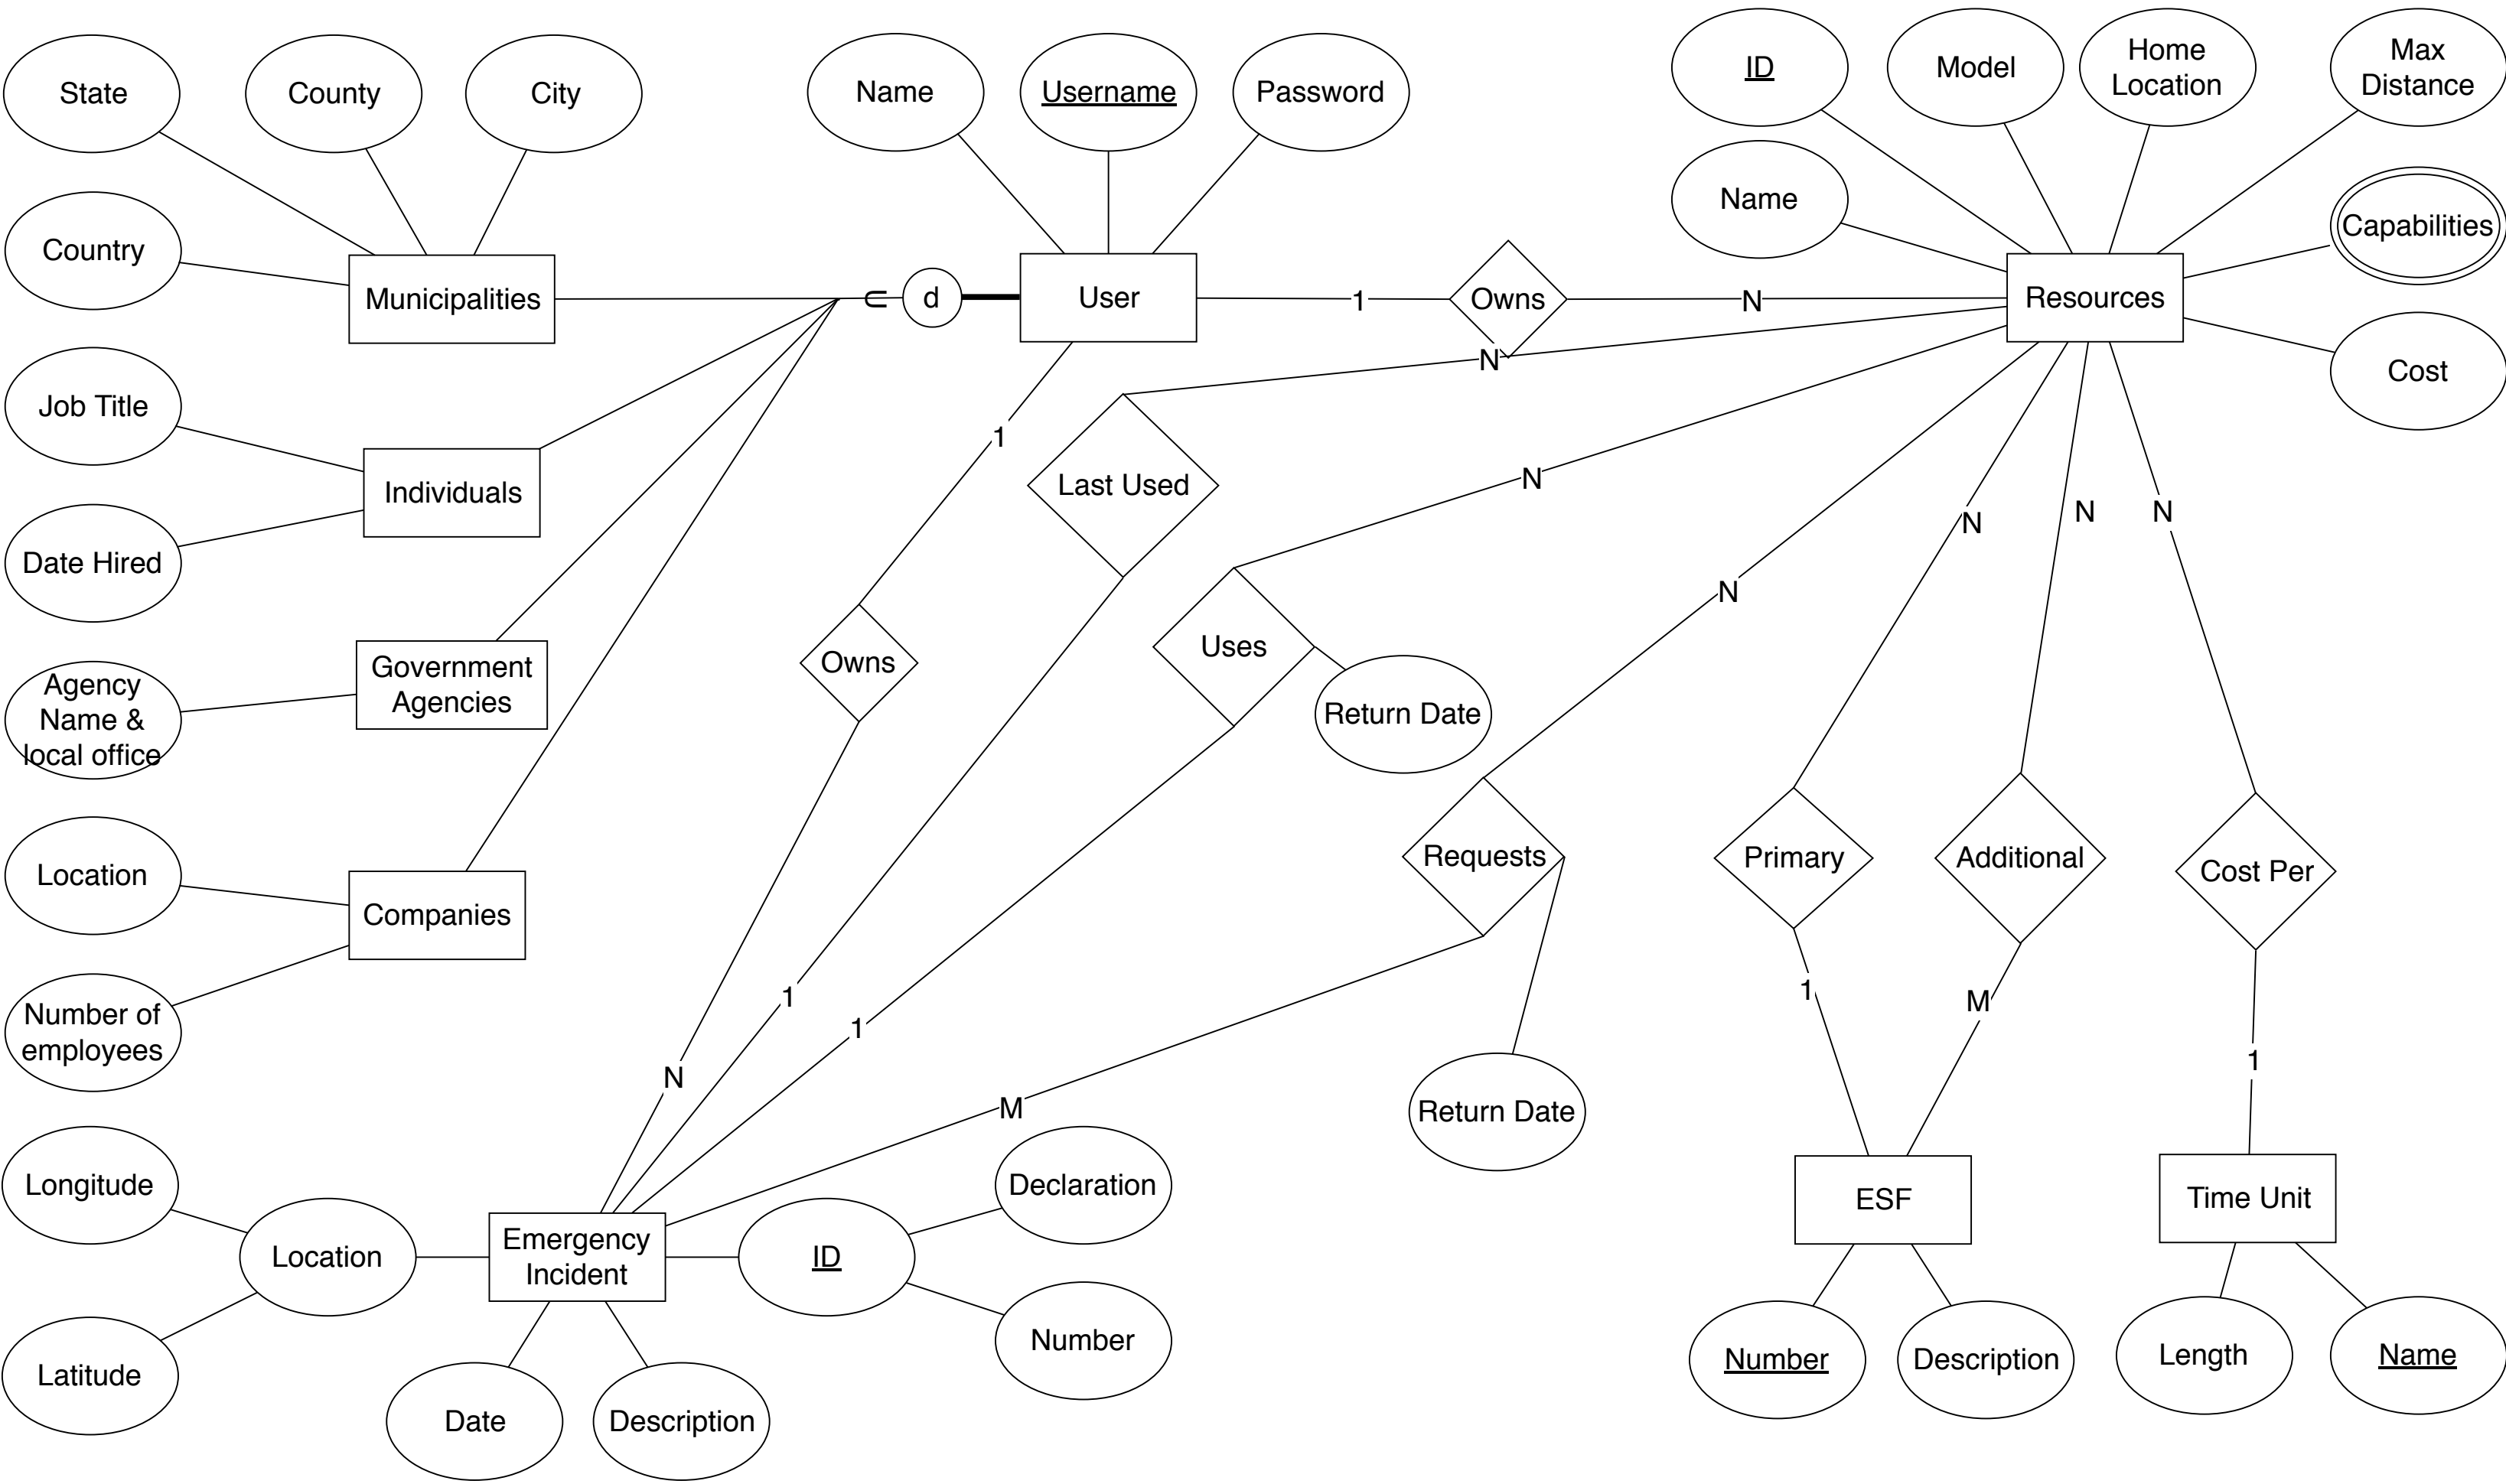 State
County
City
Name
Username
Password
ID
Model
Home
Location
Max
Distance
Country
Name
Capabilities
Municipalities
⊂
d
User
1
Owns
N
Resources
Cost
Job Title
N
1
Last Used
N
Individuals
N
N
N
Date Hired
N
Government
Agencies
Owns
Uses
Agency
Name &
local office
Return Date
Location
Companies
Requests
Primary
Additional
Cost Per
Number of
employees
1
1
1
M
1
N
M
Return Date
Longitude
Declaration
ESF
Time Unit
Location
Emergency
Incident
ID
Latitude
Number
Date
Description
Number
Description
Length
Name